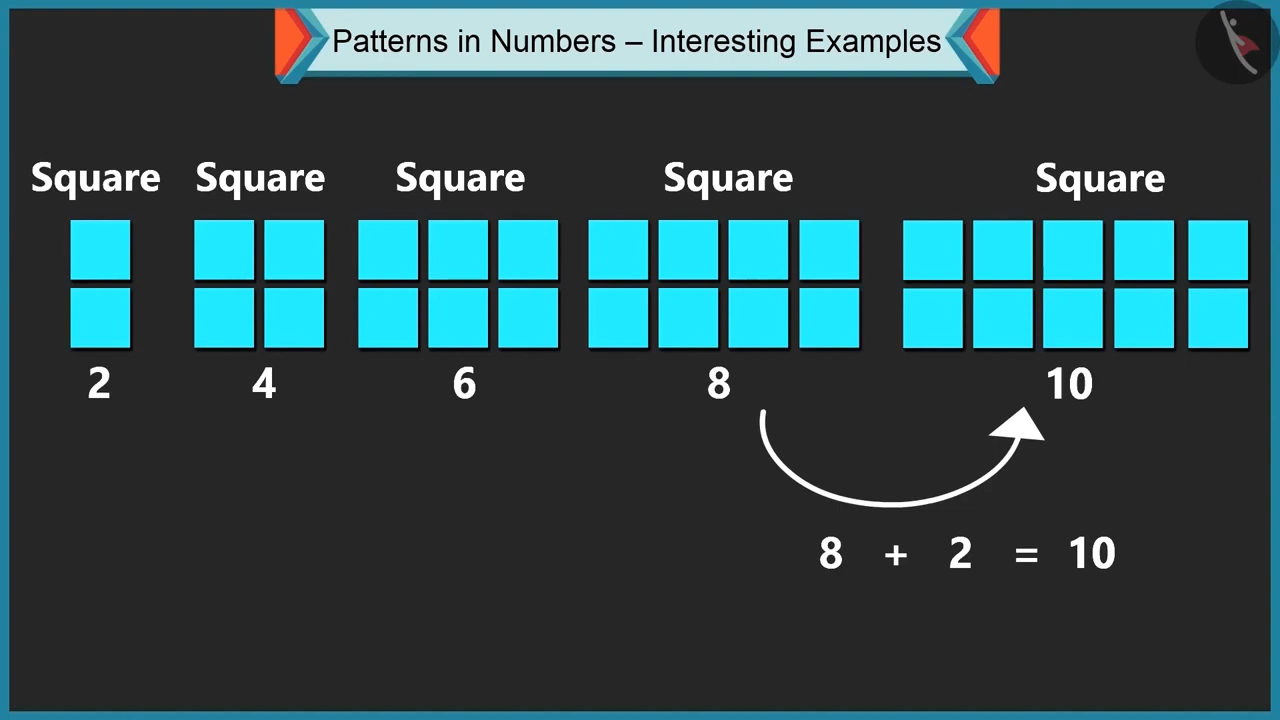 Patterns in Numbers – Interesting Examples
Square Square Square Square Square
2 4 6 8 10
8 + 2 = 10